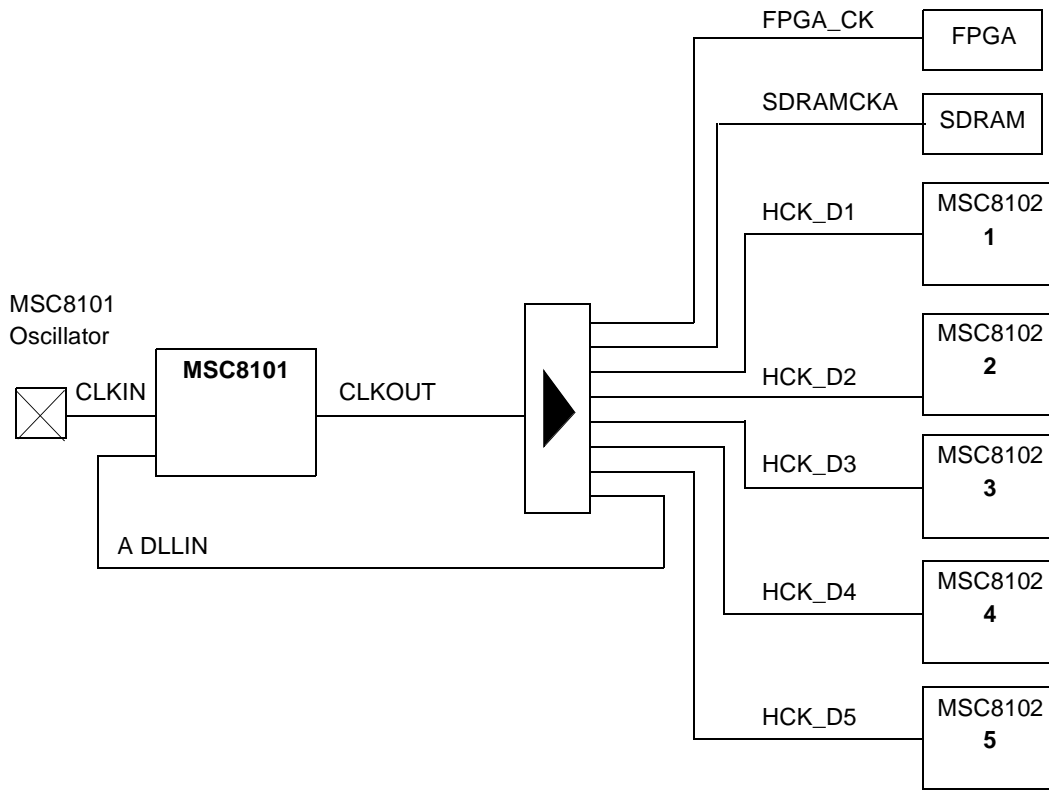 FPGA_CK
FPGA
SDRAMCKA
SDRAM
HCK_D1
MSC8102
1
MSC8101
Oscillator
CLKIN
MSC8101
CLKOUT
HCK_D2
MSC8102
2
HCK_D3
MSC8102
3
A DLLIN
HCK_D4
MSC8102
4
HCK_D5
MSC8102
5